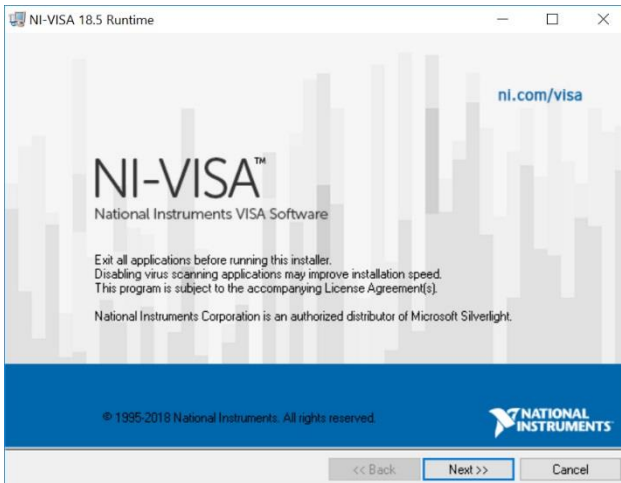 NI-VISA 18.5 Runtime
ni.com/visa
NI-VISA™
National Instruments VISA Software
Exit all applications before running this installer.
Disabling virus scanning applications may improve installation speed.
This program is subject to the accompanying License Agreement(s).
National Instruments Corporation is an authorized distributor of Microsoft Silverlight.
© 1995-2018 National Instruments. All rights reserved.
NATIONAL
INSTRUMENTS
<< Back
Next >>
Cancel